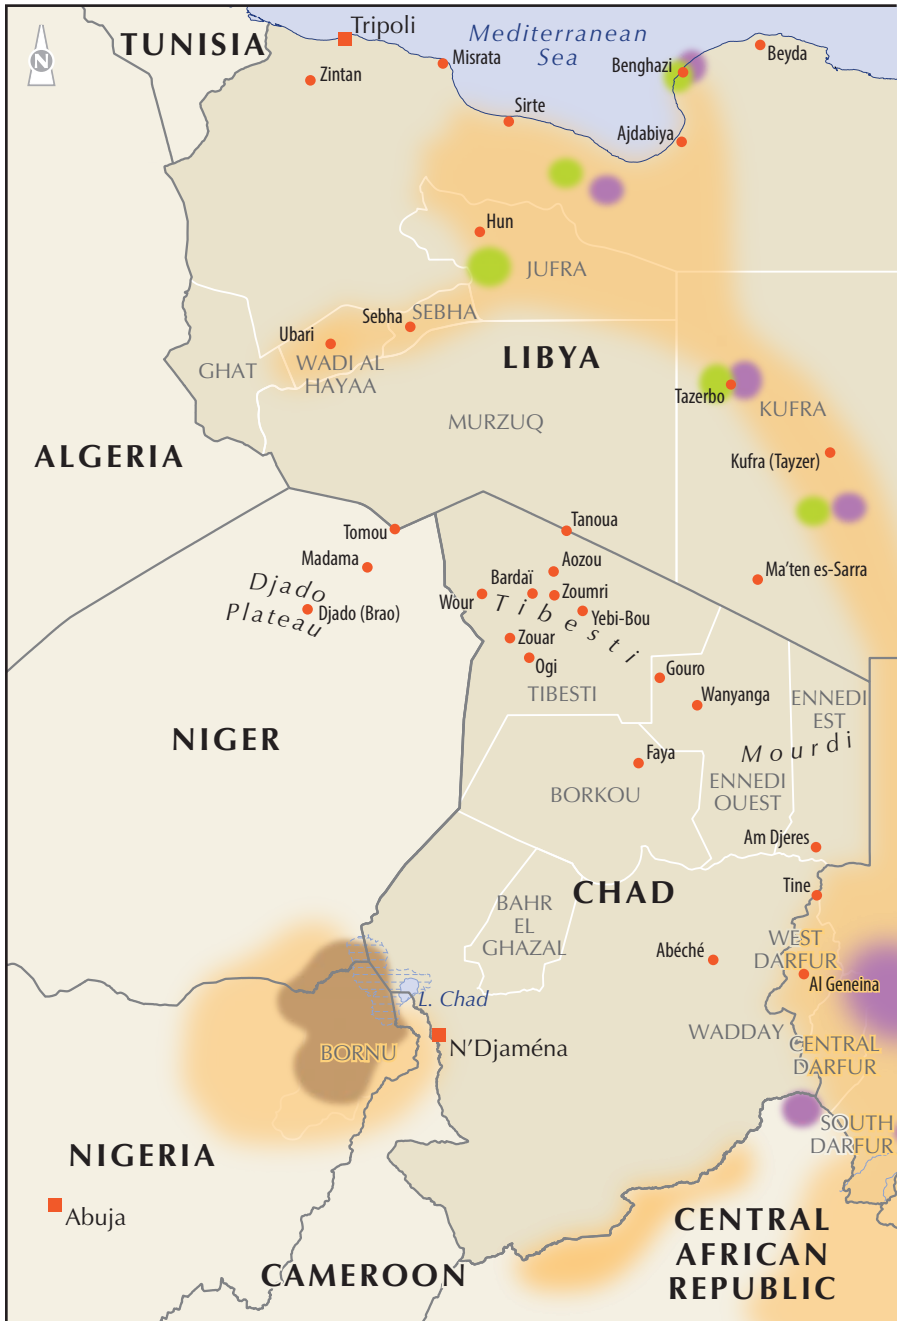 TUNISIA
Tripoli
Mediterranean
Sea
N
Zintan
Misrata
Benghazi
Beyda
Sirte
Ajdabiya
Hun
JUFRA
SEBHA
Sebha
Ubari
GHAT
WADI AL
HAYAA
LIBYA
Tazerbo
KUFRA
MURZUQ
ALGERIA
Kufra (Tayzer)
Tomou
Tanoua
Madama
Aozou
Ma'ten es-Sarra
Djado
Plateau
Djado (Brao)
Bardaï
Wour
Zoumri
Tibesti
Yebi-Bou
Zouar
Ogi
TIBESTI
Gouro
Wanyanga
ENNEDI
EST
NIGER
Mourdi
Faya
BORKOU
ENNEDI
OUEST
Am Djeres
CHAD
Tine
BAHR
EL
GHAZAL
WEST
DARFUR
Abéché
Al Geneina
L. Chad
WADDAY
BORNU
N'Djaména
CENTRAL
DARFUR
SOUTH
DARFUR
NIGERIA
Abuja
CAMEROON
CENTRAL
AFRICAN
REPUBLIC